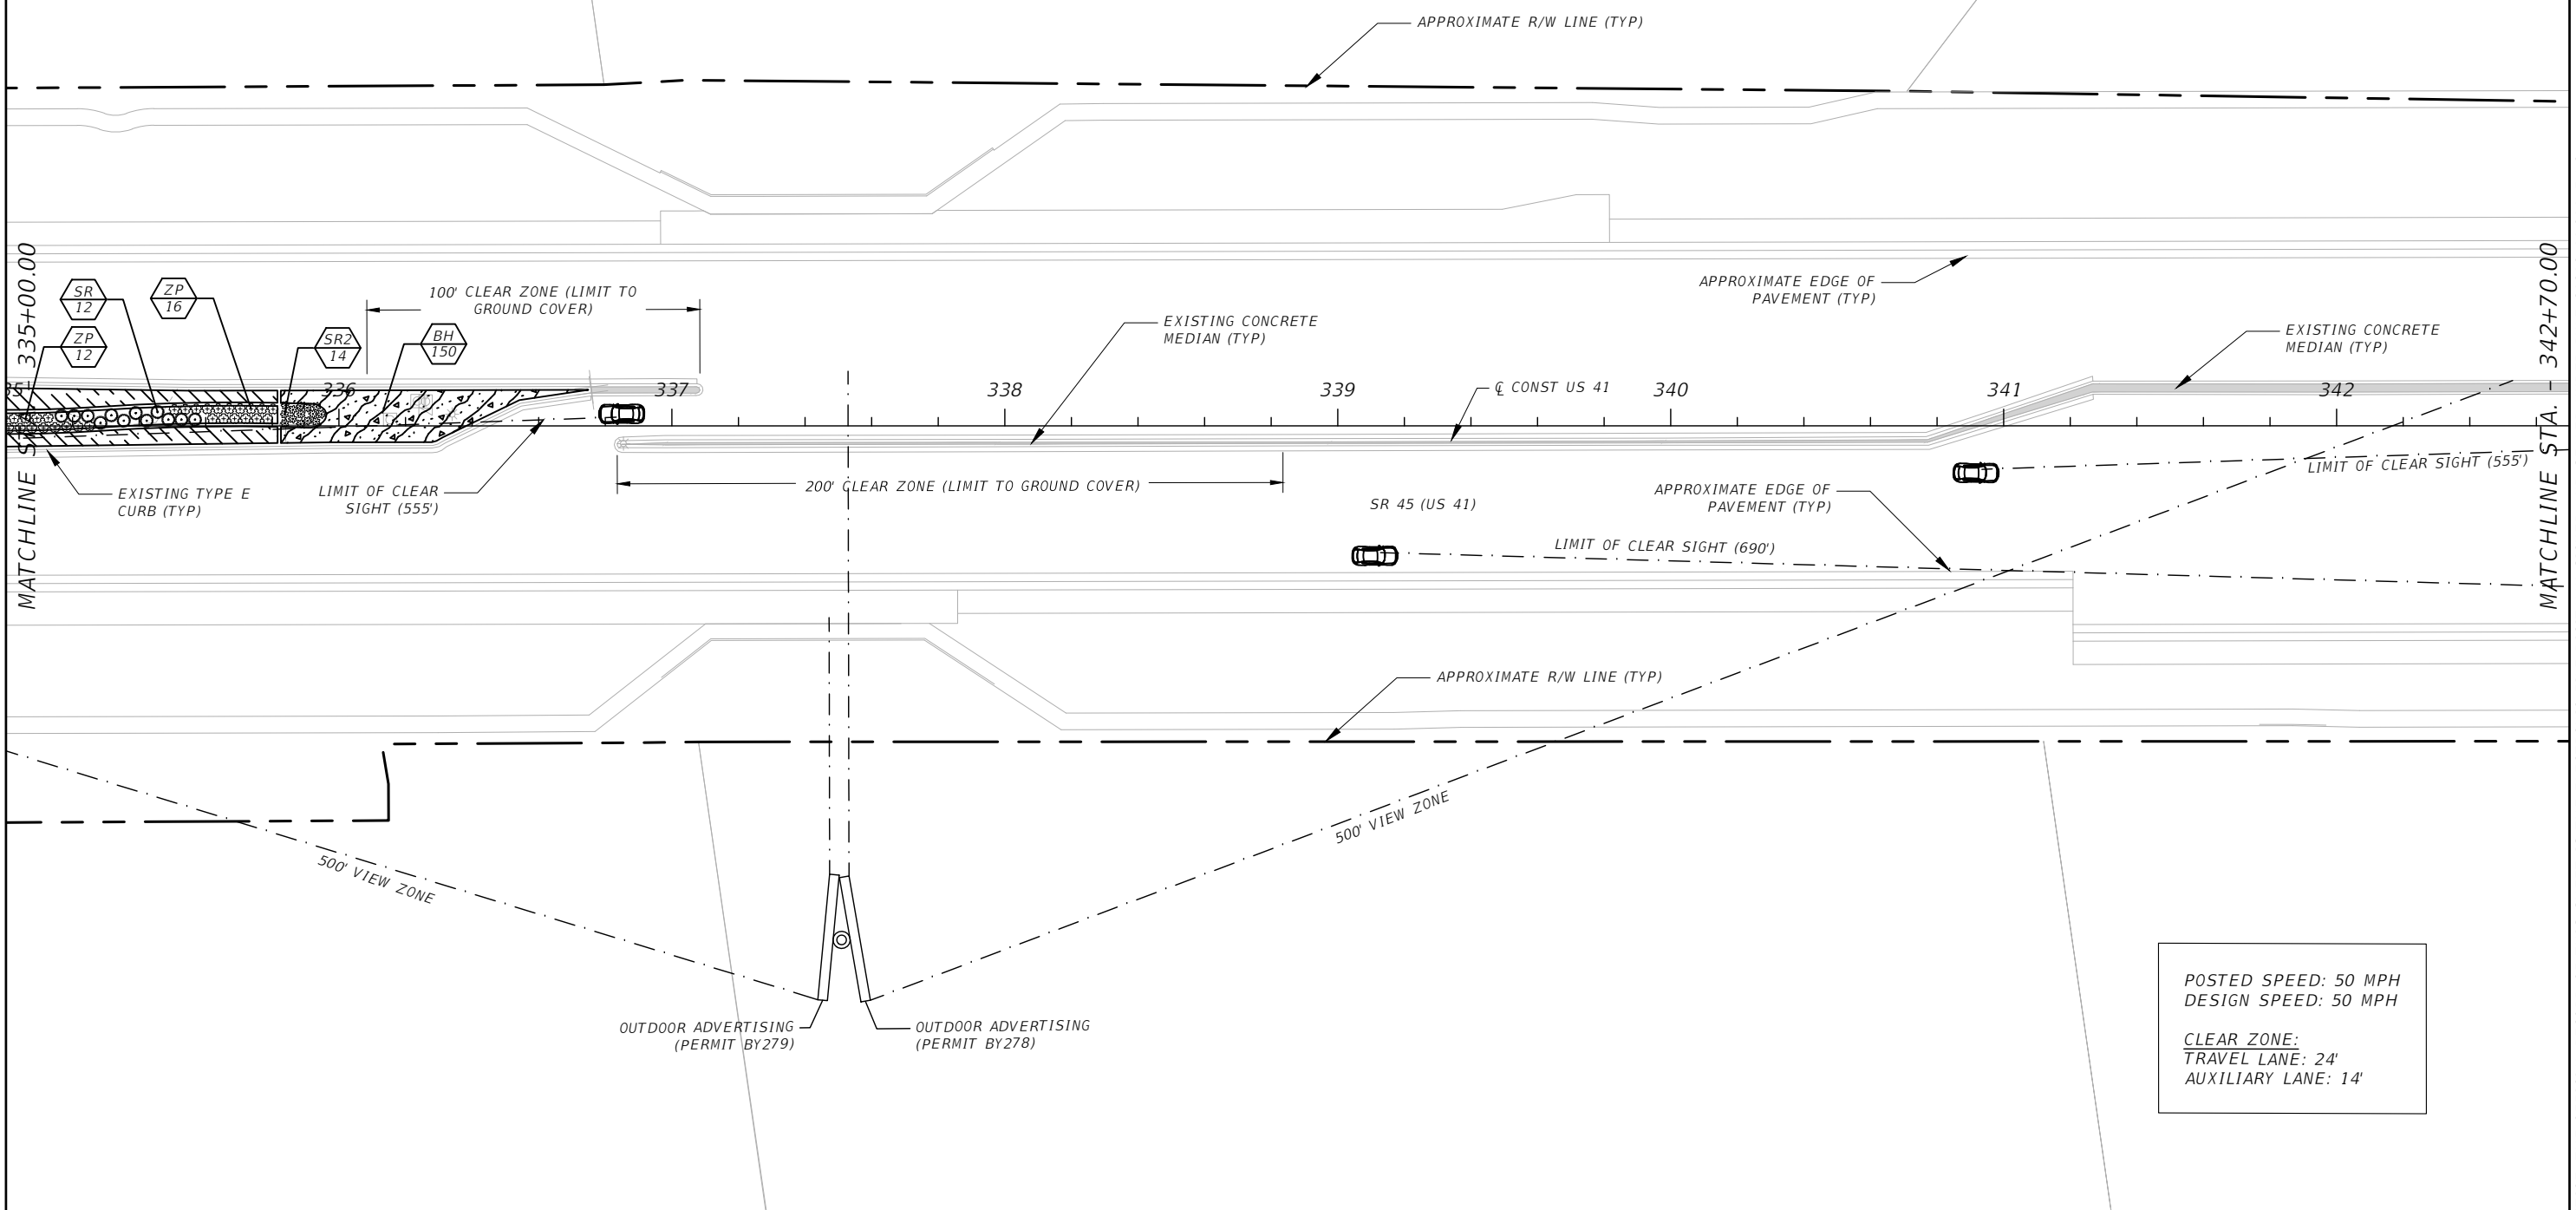 APPROXIMATE R/W LINE (TYP)
MATCHLINE STA. 335+00.00
SR
12
ZP
16
ZP
12
SR2
14
BH
150
100' CLEAR ZONE (LIMIT TO
GROUND COVER)
EXISTING CONCRETE
MEDIAN (TYP)
APPROXIMATE EDGE OF
PAVEMENT (TYP)
EXISTING CONCRETE
MEDIAN (TYP)
MATCHLINE STA. 342+70.00
336
337
338
339
℄ CONST US 41
340
341
342
EXISTING TYPE E
CURB (TYP)
LIMIT OF CLEAR
SIGHT (555')
200' CLEAR ZONE (LIMIT TO GROUND COVER)
SR 45 (US 41)
APPROXIMATE EDGE OF
PAVEMENT (TYP)
LIMIT OF CLEAR SIGHT (555')
LIMIT OF CLEAR SIGHT (690')
APPROXIMATE R/W LINE (TYP)
500' VIEW ZONE
500' VIEW ZONE
OUTDOOR ADVERTISING
(PERMIT BY279)
OUTDOOR ADVERTISING
(PERMIT BY278)
POSTED SPEED: 50 MPH
DESIGN SPEED: 50 MPH
CLEAR ZONE:
TRAVEL LANE: 24'
AUXILIARY LANE: 14'